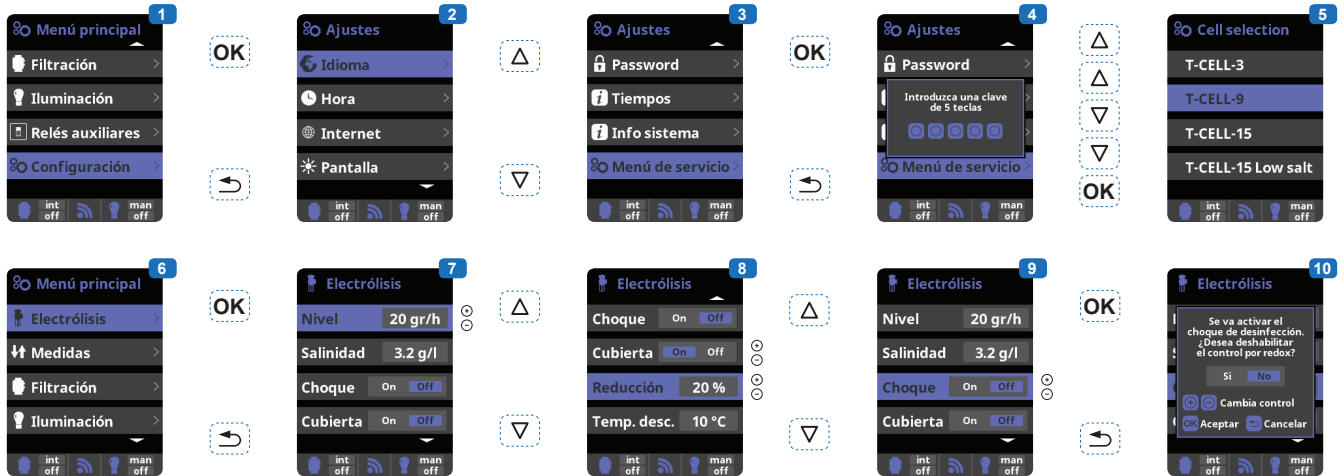 1
Menú principal
Filtración
Iluminación
Relés auxiliares
Configuración
int
off
man
off
OK
2
Ajustes
Idioma
Hora
Internet
Pantalla
int
off
man
off
3
Ajustes
Password
Tiempos
Info sistema
Menú de servicio
int
off
man
off
OK
4
Ajustes
Password
Introduzca una clave
de 5 teclas
Menú de servicio
int
off
man
off
OK
5
Cell selection
T-CELL-3
T-CELL-9
T-CELL-15
T-CELL-15 Low salt
int
off
man
off
6
Menú principal
Electrólisis
Medidas
Filtración
Iluminación
int
off
man
off
OK
7
Electrólisis
Nivel 20 gr/h
Salinidad 3.2 g/l
Choque On Off
Cubierta On Off
int
off
man
off
8
Electrólisis
Choque On Off
Cubierta On Off
Reducción 20 %
Temp. desc. 10 °C
int
off
man
off
9
Electrólisis
Nivel 20 gr/h
Salinidad 3.2 g/l
Choque On Off
Cubierta On Off
int
off
man
off
OK
10
Electrólisis
Se va activar el
choque de desinfección.
¿Desea deshabilitar
el control por redox?
Si No
Cambia control
OK Aceptar Cancelar
int
off
man
off